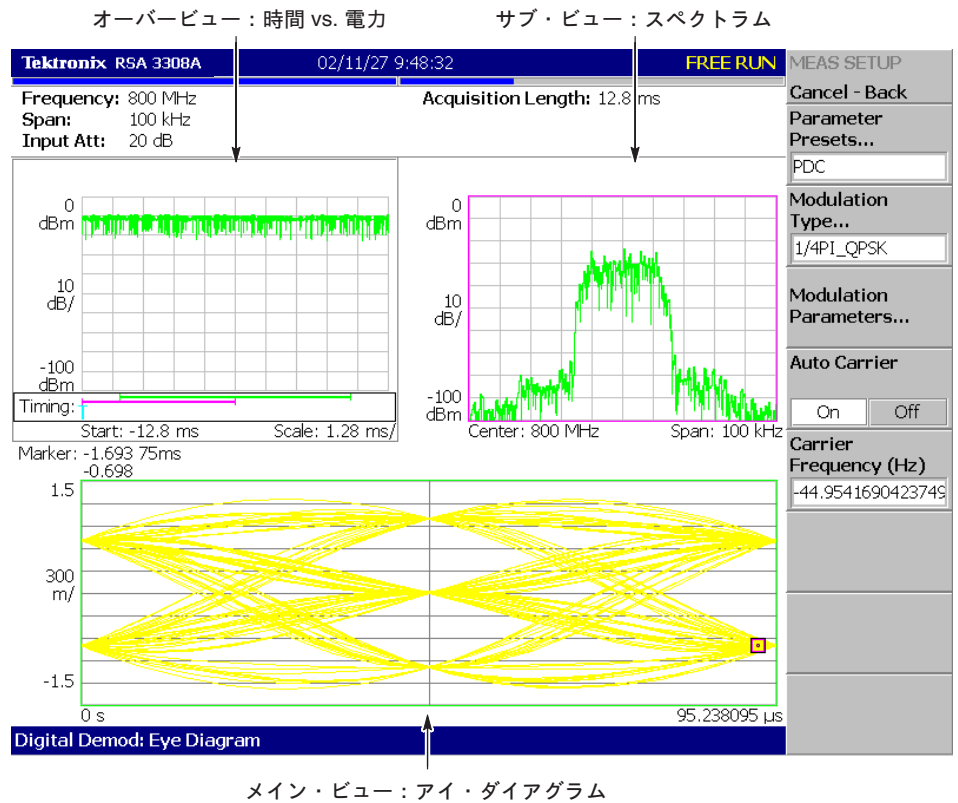 オーバービュー：時間 vs. 電力
サブ・ビュー：スペクトラム
Tektronix RSA 3308A 02/11/27 9:48:32 FREE RUN
MEAS SETUP
Cancel - Back
Frequency: 800 MHz Acquisition Length: 12.8 ms
Span: 100 kHz
Input Att: 20 dB
Parameter
Presets...
PDC
Modulation
Type...
1/4PI_QPSK
Modulation
Parameters...
Auto Carrier
On Off
Carrier
Frequency (Hz)
-44.9541690423749
0
dBm
10
dB/
-100
dBm
Timing:
Start: -12.8 ms Scale: 1.28 ms/
0
dBm
10
dB/
-100
dBm
Center: 800 MHz Span: 100 kHz
Marker: -1.693 75ms
-0.698
1.5
300
m/
-1.5
0 s 95.238095 µs
Digital Demod: Eye Diagram
メイン・ビュー：アイ・ダイアグラム